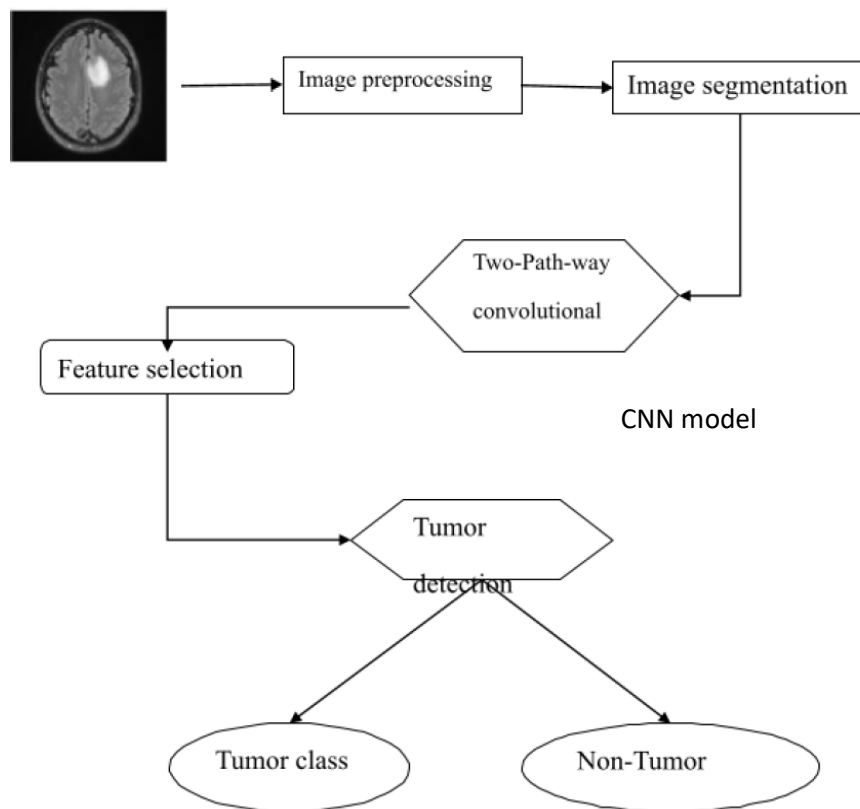 Image preprocessing
Image segmentation
Two-Path-way
convolutional
Feature selection
CNN model
Tumor
detection
Tumor class
Non-Tumor